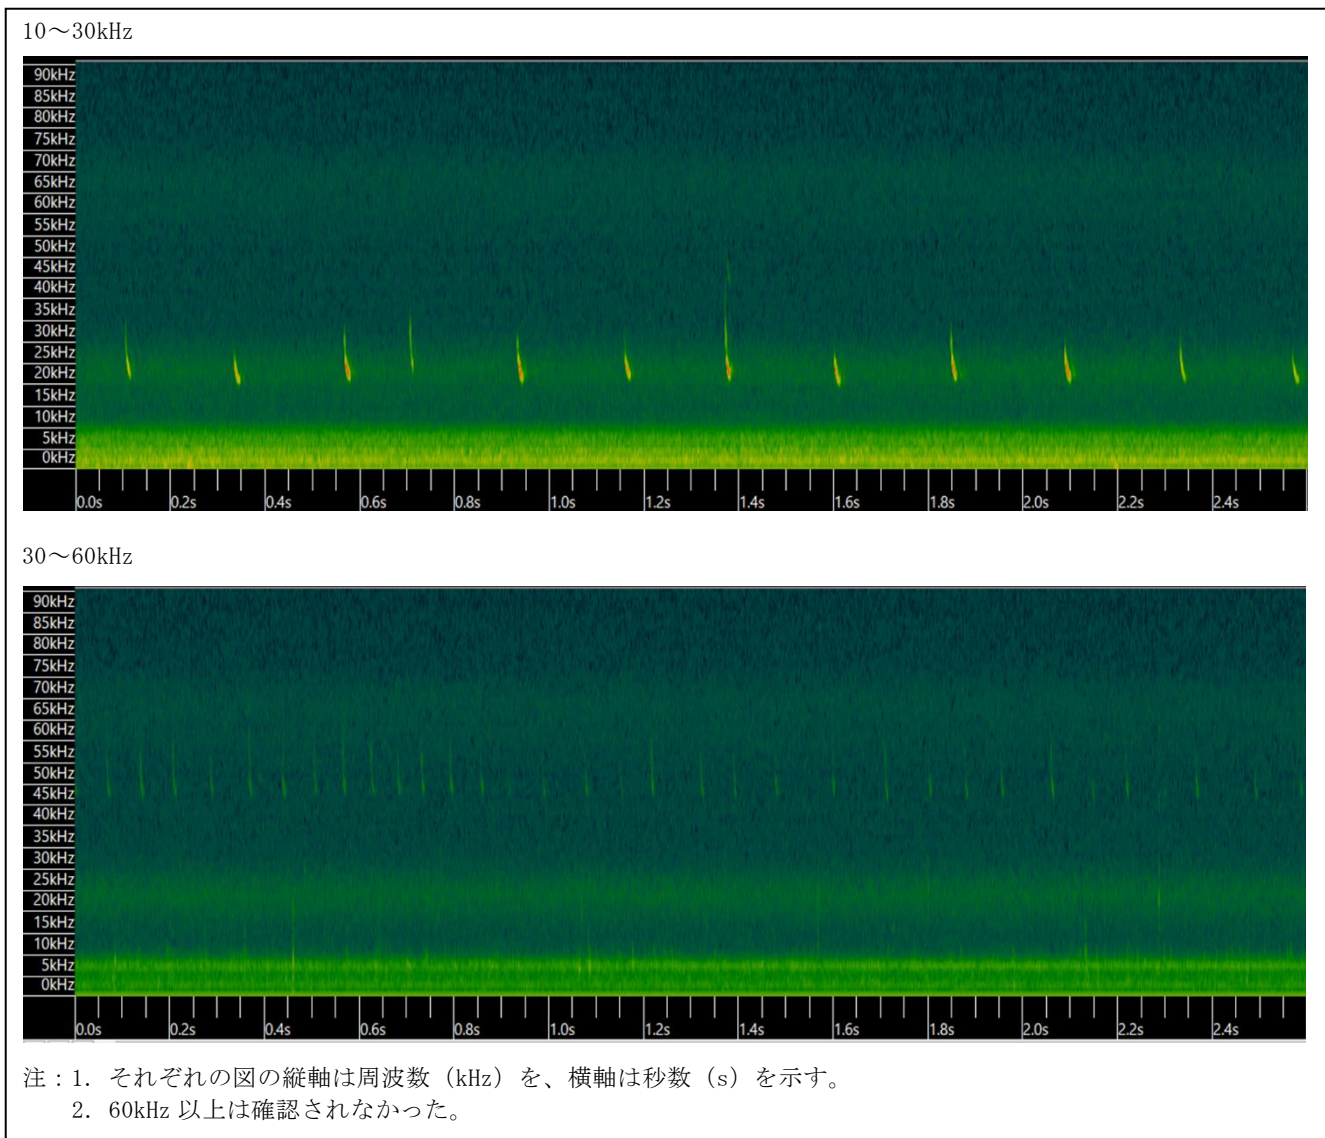 10～30kHz
90kHz
85kHz
80kHz
75kHz
70kHz
65kHz
60kHz
55kHz
50kHz
45kHz
40kHz
35kHz
30kHz
25kHz
20kHz
15kHz
10kHz
5kHz
0kHz
0.0s 0.2s 0.4s 0.6s 0.8s 1.0s 1.2s 1.4s 1.6s 1.8s 2.0s 2.2s 2.4s
30～60kHz
90kHz
85kHz
80kHz
75kHz
70kHz
65kHz
60kHz
55kHz
50kHz
45kHz
40kHz
35kHz
30kHz
25kHz
20kHz
15kHz
10kHz
5kHz
0kHz
0.0s 0.2s 0.4s 0.6s 0.8s 1.0s 1.2s 1.4s 1.6s 1.8s 2.0s 2.2s 2.4s
注：1. それぞれの図の縦軸は周波数（kHz）を、横軸は秒数（s）を示す。
2. 60kHz 以上は確認されなかった。